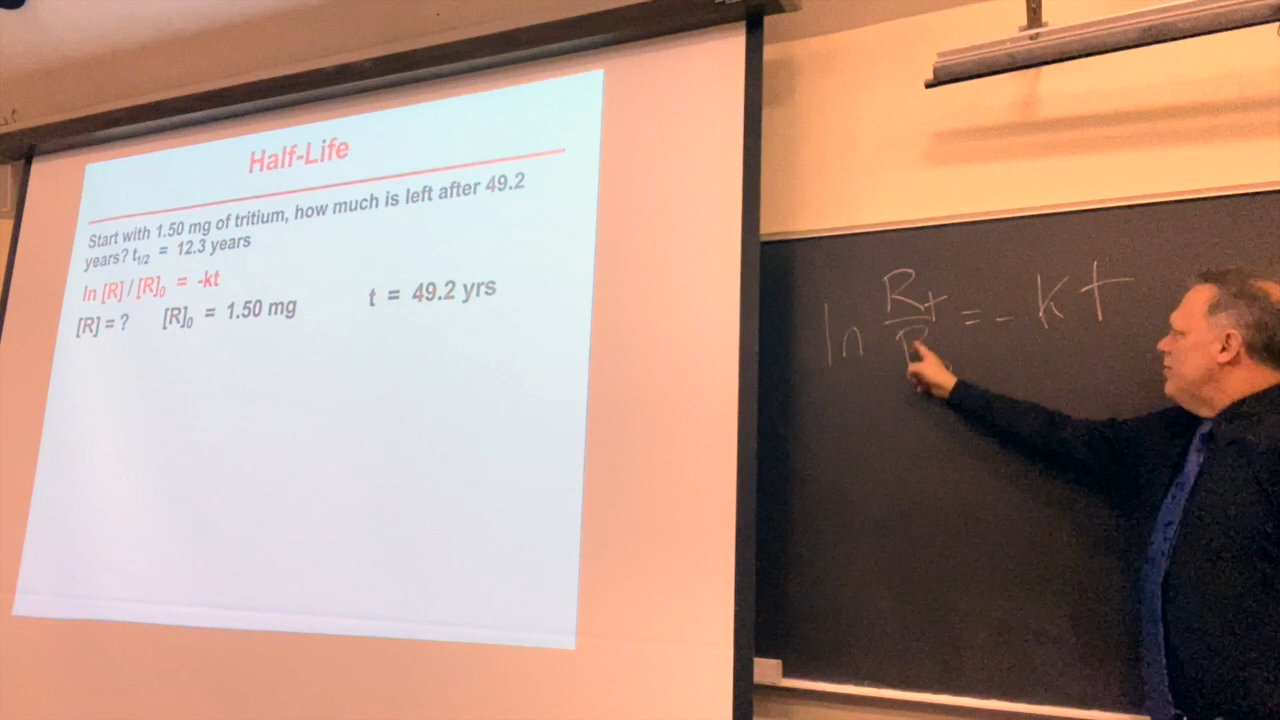 Half-Life
Start with 1.50 mg of tritium, how much is left after 49.2
years? t1/2 = 12.3 years
ln [R] / [R]0 = -kt
[R] = ? [R]0 = 1.50 mg t = 49.2 yrs
ln Rt/R = - kt